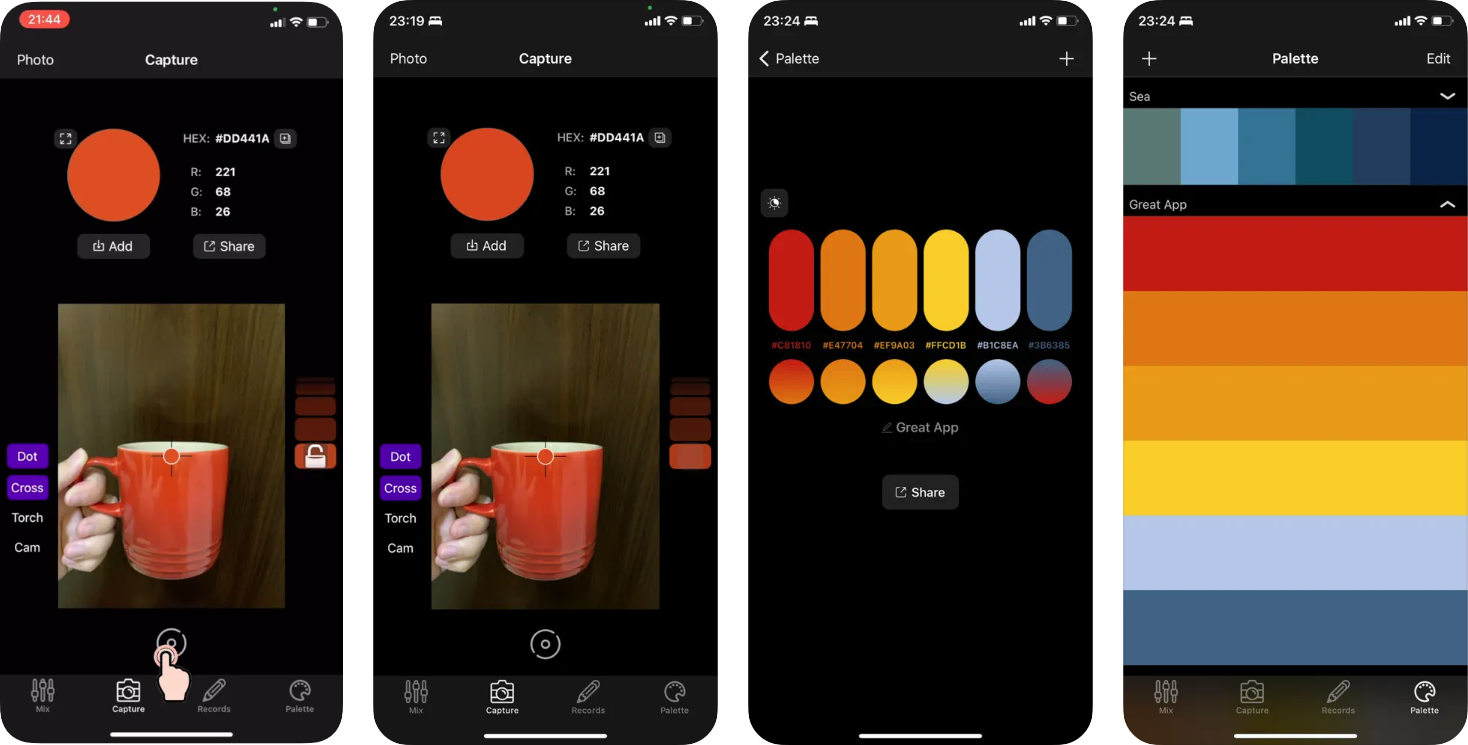 21:44
Photo Capture
HEX: #DD441A
R: 221
G: 68
B: 26
Add Share
Dot
Cross
Torch
Cam
Mix Capture Records Palette
23:19
Photo Capture
HEX: #DD441A
R: 221
G: 68
B: 26
Add Share
Dot
Cross
Torch
Cam
Mix Capture Records Palette
23:24
Palette
#C81810 #E47704 #EF9A03 #FFCD1B #B1C8EA #3B6385
Great App
Share
23:24
Palette Edit
Sea
Great App
Mix Capture Records Palette